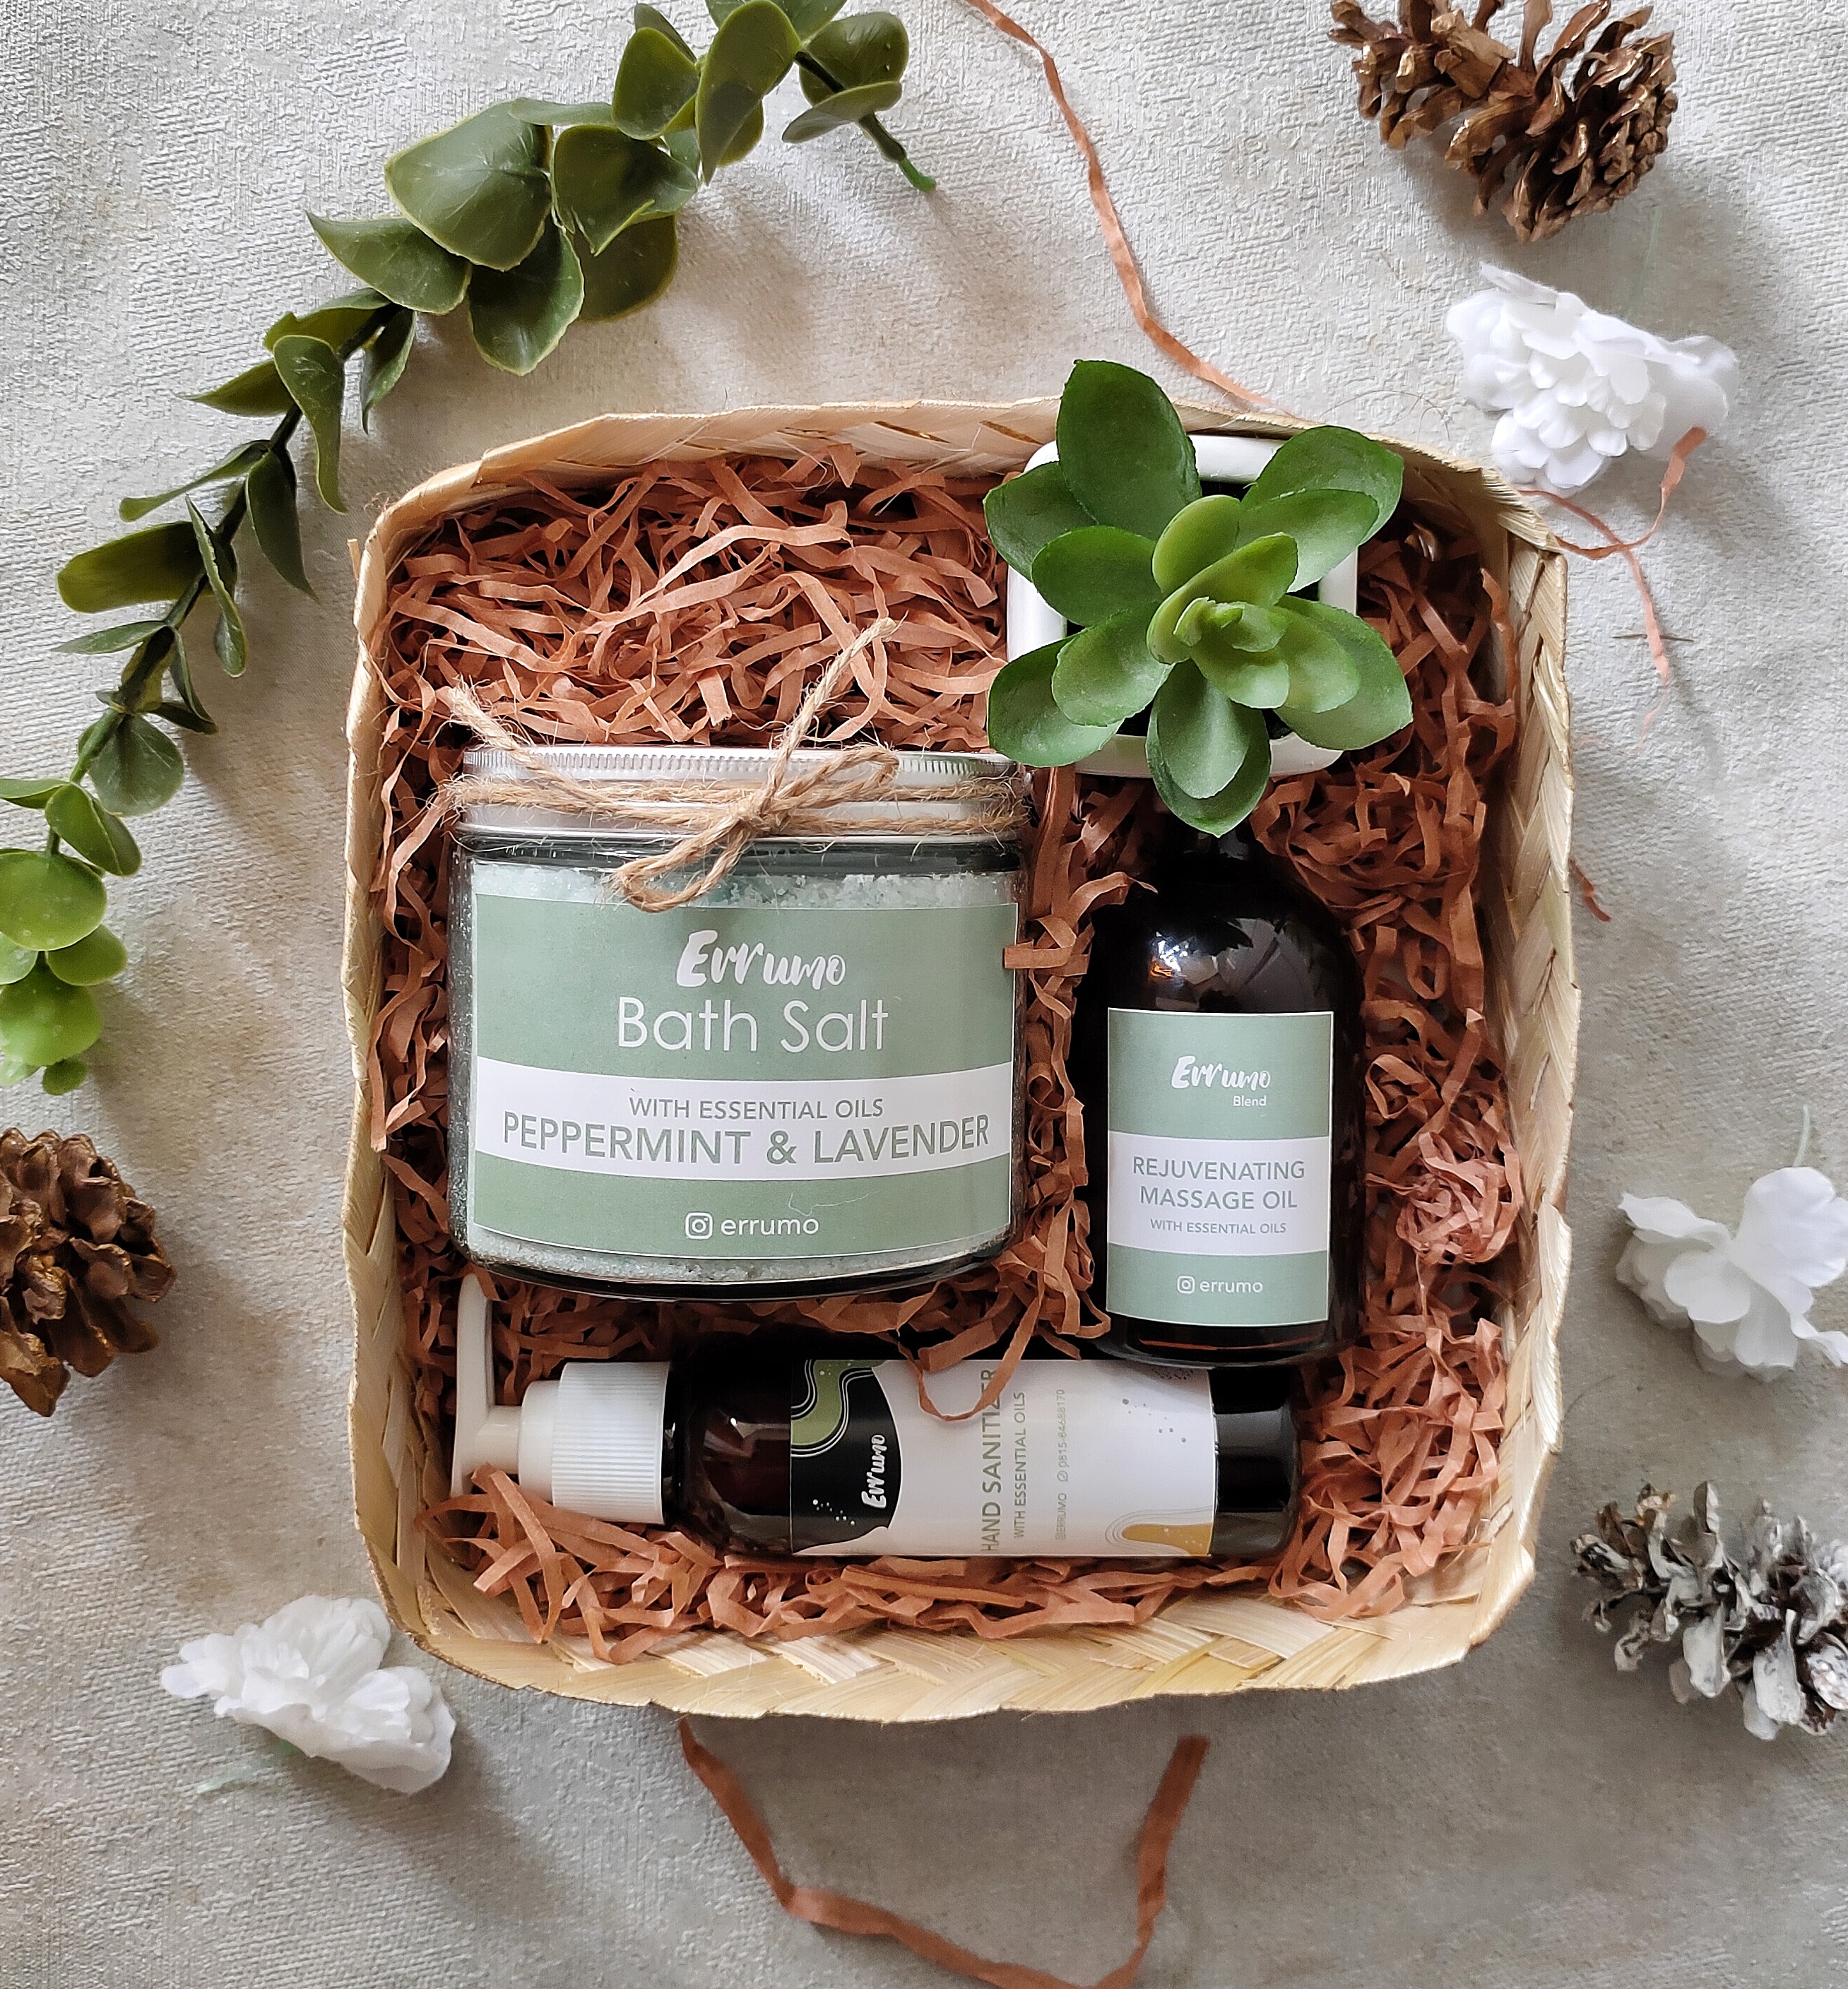 Errumo
Bath Salt
WITH ESSENTIAL OILS
PEPPERMINT & LAVENDER
errumo
Errumo
Blend
REJUVENATING
MASSAGE OIL
WITH ESSENTIAL OILS
errumo
Errumo
HAND SANITIZER
WITH ESSENTIAL OILS
@ERRUMO